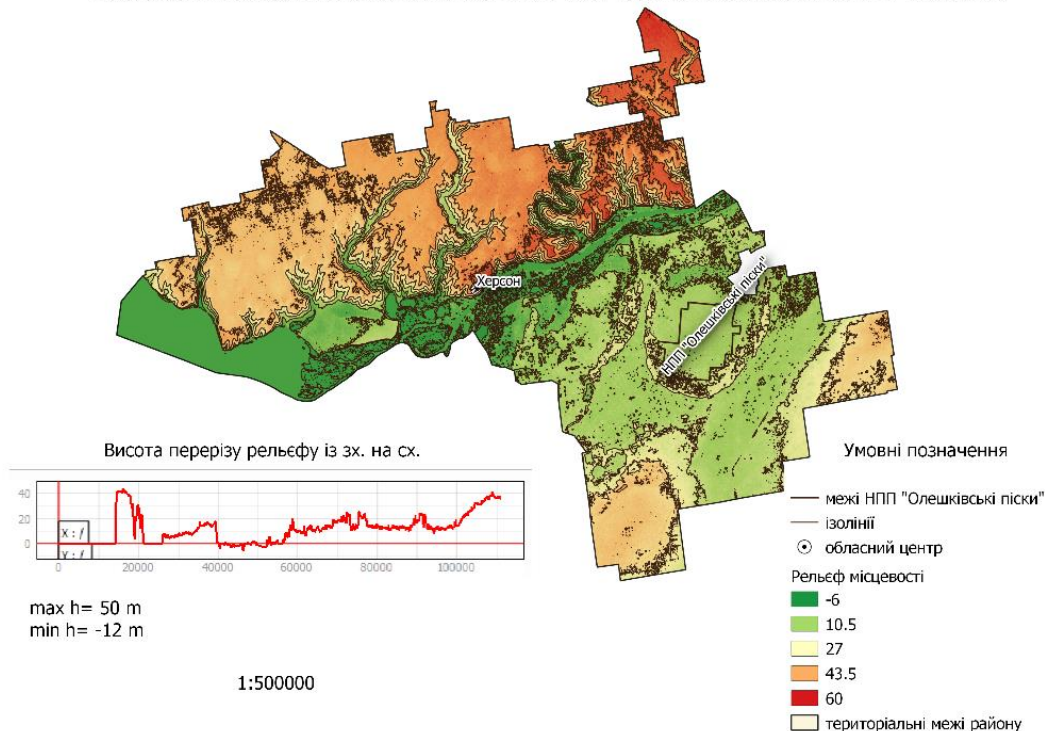 Херсон
НПП "Олешківські піски"
Висота перерізу рельєфу із зх. на сх.
40
20
0
X : f
Y : f
0
20000
40000
60000
80000
100000
max h= 50 m
min h= -12 m
1:500000
Умовні позначення
межі НПП "Олешківські піски"
ізолінії
обласний центр
Рельєф місцевості
-6
10.5
27
43.5
60
територіальні межі району